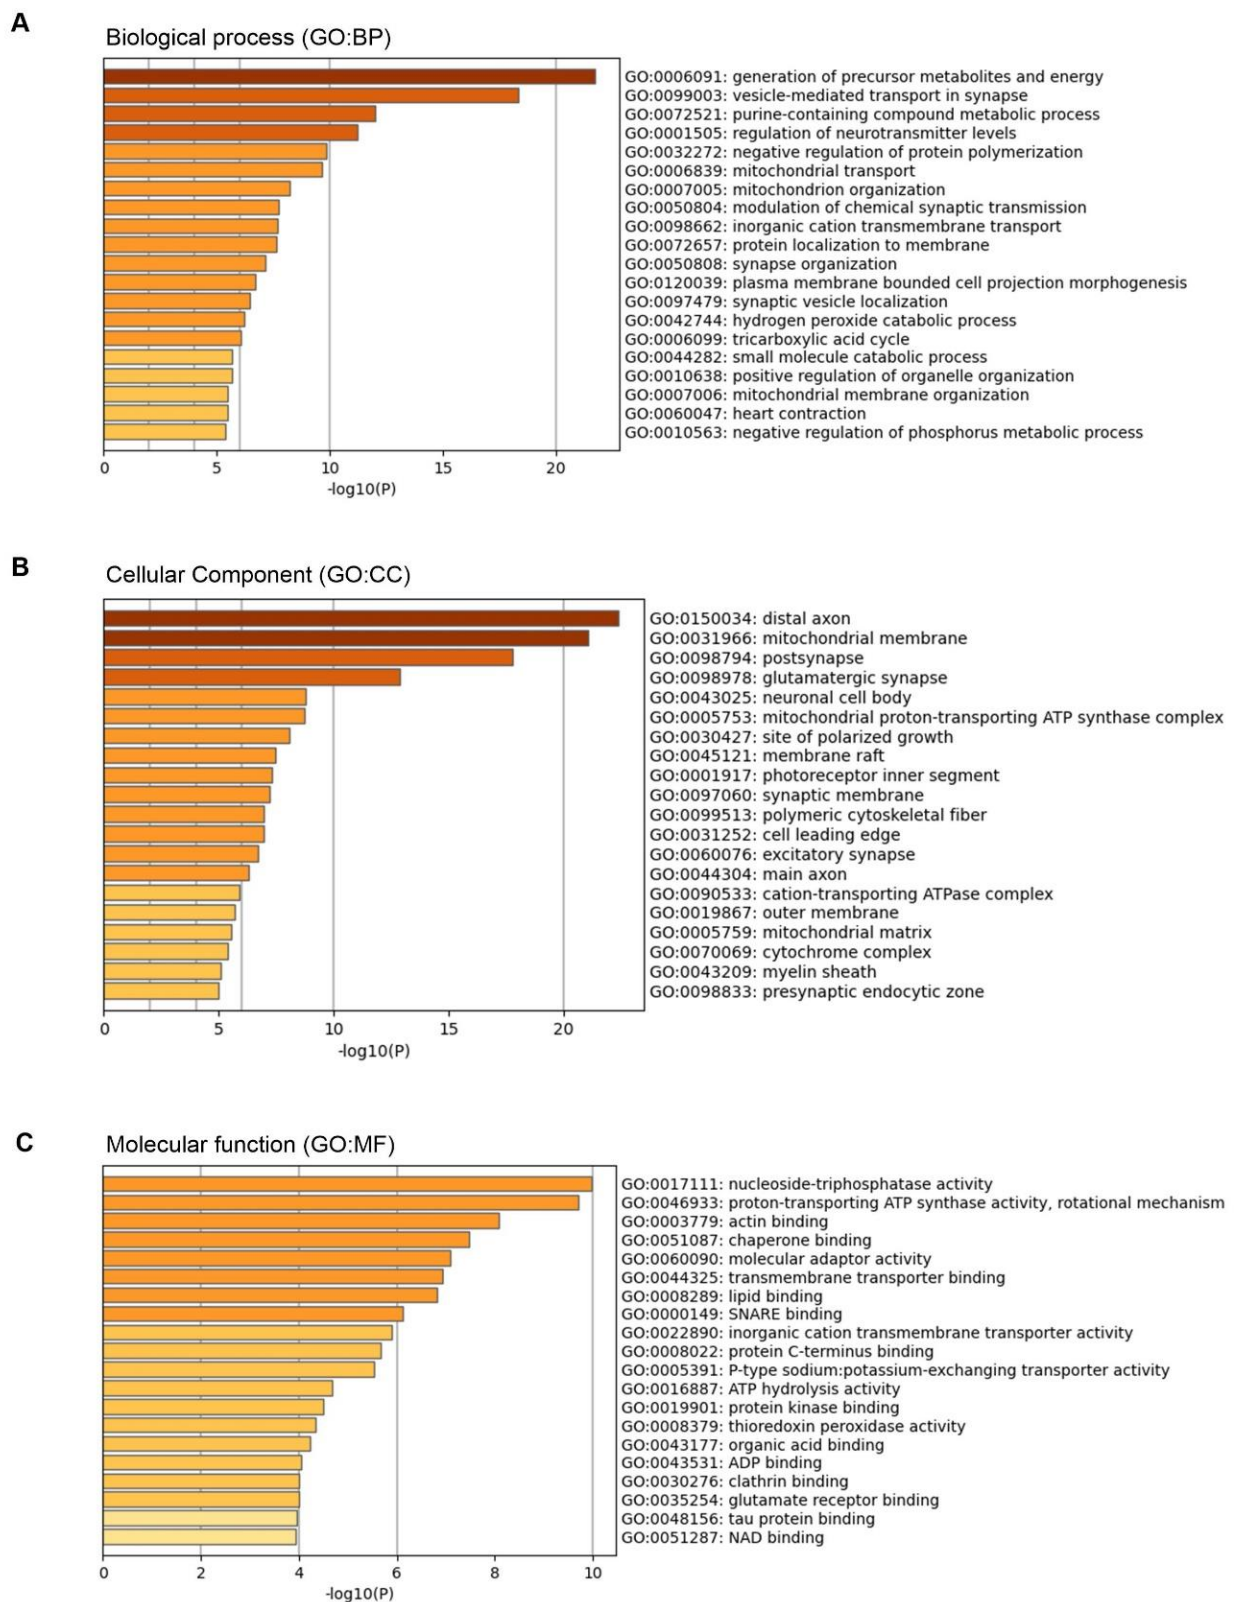 A
Biological process (GO:BP)
GO:0006091: generation of precursor metabolites and energy
GO:0099003: vesicle-mediated transport in synapse
GO:0072521: purine-containing compound metabolic process
GO:0001505: regulation of neurotransmitter levels
GO:0032272: negative regulation of protein polymerization
GO:0006839: mitochondrial transport
GO:0007005: mitochondrion organization
GO:0050804: modulation of chemical synaptic transmission
GO:0098662: inorganic cation transmembrane transport
GO:0072657: protein localization to membrane
GO:0050808: synapse organization
GO:0120039: plasma membrane bounded cell projection morphogenesis
GO:0097479: synaptic vesicle localization
GO:0042744: hydrogen peroxide catabolic process
GO:0006099: tricarboxylic acid cycle
GO:0044282: small molecule catabolic process
GO:0010638: positive regulation of organelle organization
GO:0007006: mitochondrial membrane organization
GO:0060047: heart contraction
GO:0010563: negative regulation of phosphorus metabolic process
0 5 10 15 20
-log10(P)
B
Cellular Component (GO:CC)
GO:0150034: distal axon
GO:0031966: mitochondrial membrane
GO:0098794: postsynapse
GO:0098978: glutamatergic synapse
GO:0043025: neuronal cell body
GO:0005753: mitochondrial proton-transporting ATP synthase complex
GO:0030427: site of polarized growth
GO:0045121: membrane raft
GO:0001917: photoreceptor inner segment
GO:0097060: synaptic membrane
GO:0099513: polymeric cytoskeletal fiber
GO:0031252: cell leading edge
GO:0060076: excitatory synapse
GO:0044304: main axon
GO:0090533: cation-transporting ATPase complex
GO:0019867: outer membrane
GO:0005759: mitochondrial matrix
GO:0070069: cytochrome complex
GO:0043209: myelin sheath
GO:0098833: presynaptic endocytic zone
0 5 10 15 20
-log10(P)
C
Molecular function (GO:MF)
GO:0017111: nucleoside-triphosphatase activity
GO:0046933: proton-transporting ATP synthase activity, rotational mechanism
GO:0003779: actin binding
GO:0051087: chaperone binding
GO:0060090: molecular adaptor activity
GO:0044325: transmembrane transporter binding
GO:0008289: lipid binding
GO:0000149: SNARE binding
GO:0022890: inorganic cation transmembrane transporter activity
GO:0008022: protein C-terminus binding
GO:0005391: P-type sodium:potassium-exchanging transporter activity
GO:0016887: ATP hydrolysis activity
GO:0019901: protein kinase binding
GO:0008379: thioredoxin peroxidase activity
GO:0043177: organic acid binding
GO:0043531: ADP binding
GO:0030276: clathrin binding
GO:0035254: glutamate receptor binding
GO:0048156: tau protein binding
GO:0051287: NAD binding
0 2 4 6 8 10
-log10(P)